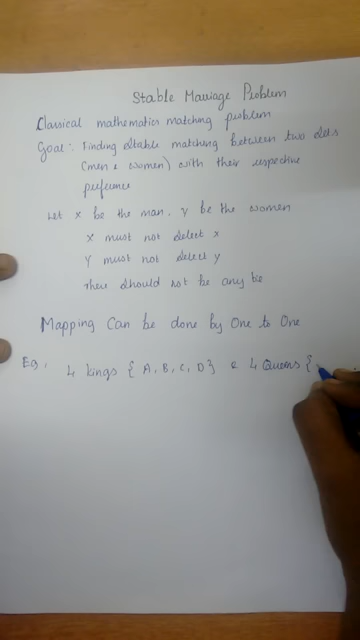 Stable Marriage Problem
Classical mathematics matching problem
Goal:. Finding stable matching between two sets
(men & women) with their respective
preference
Let x be the man, y be the women
x must not select x
Y must not select y
There should not be any tie
Mapping Can be done by One to One
Eg,
4 kings { A, B, C, D} & 4 Queens {